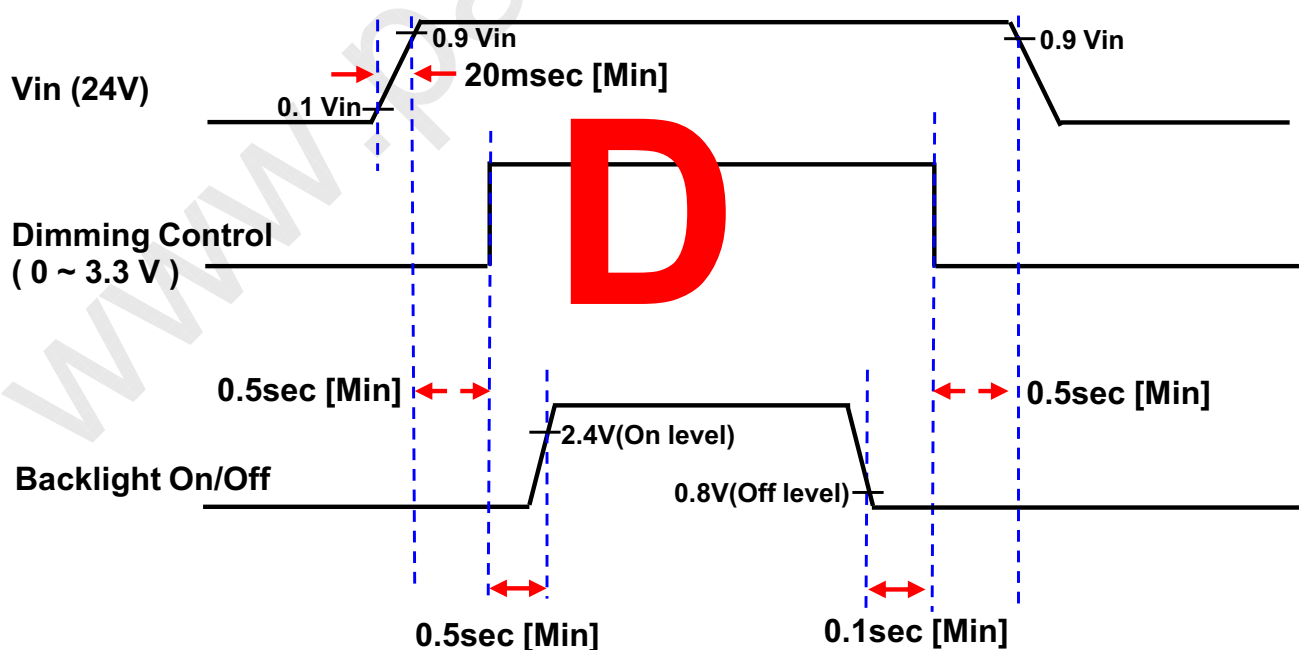 www.pa
0.9 Vin
0.9 Vin
Vin (24V)
20msec [Min]
0.1 Vin
D
Dimming Control
( 0 ~ 3.3 V )
0.5sec [Min]
0.5sec [Min]
2.4V(On level)
Backlight On/Off
0.8V(Off level)
0.5sec [Min]
0.1sec [Min]